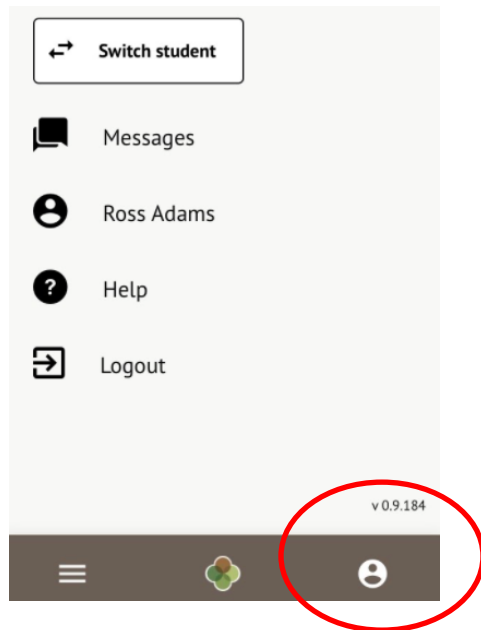 Switch student
Messages
Ross Adams
? Help
Logout
v 0.9.184